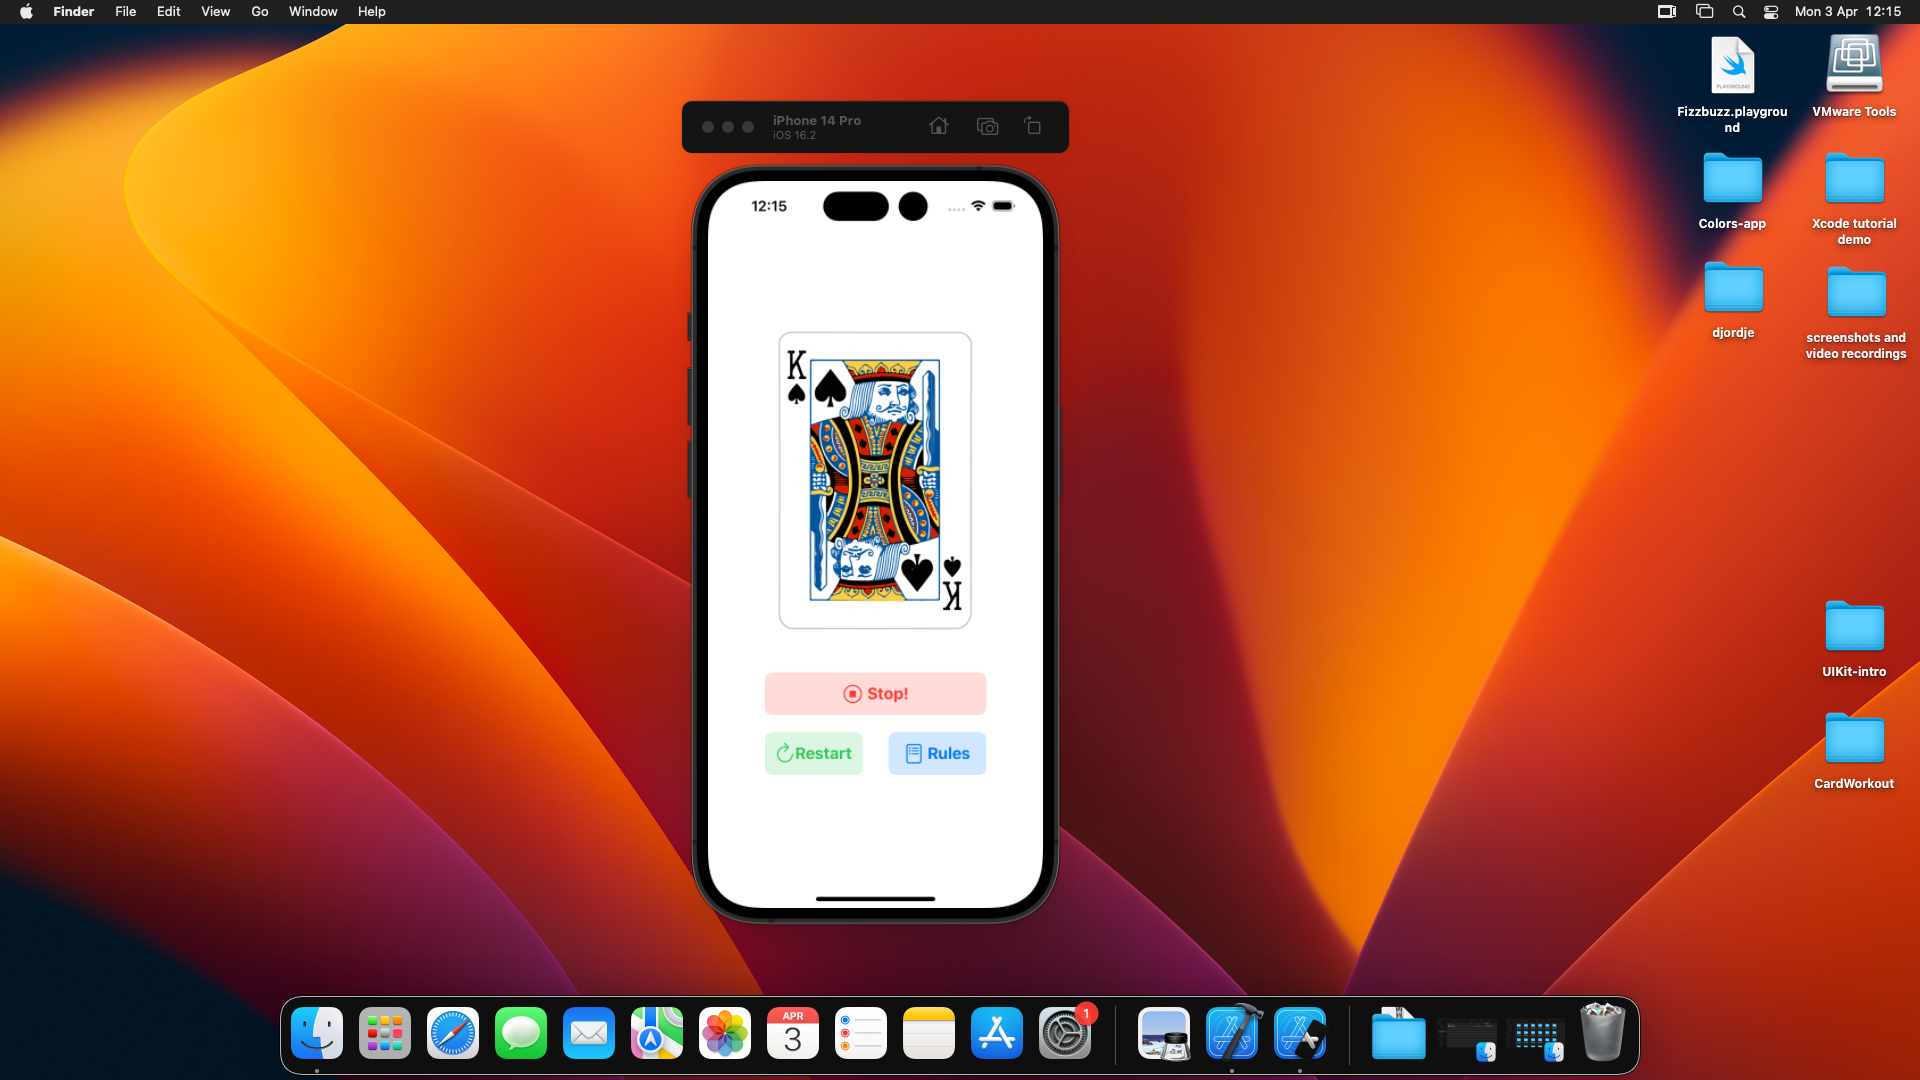 Finder File Edit View Go Window Help
Mon 3 Apr 12:15
PLAYGROUND
Fizzbuzz.playgrou
nd
VMware Tools
Colors-app
Xcode tutorial
demo
djordje
screenshots and
video recordings
UIKit-intro
CardWorkout
iPhone 14 Pro
iOS 16.2
12:15
K
K
Stop!
Restart
Rules
APR
3
1